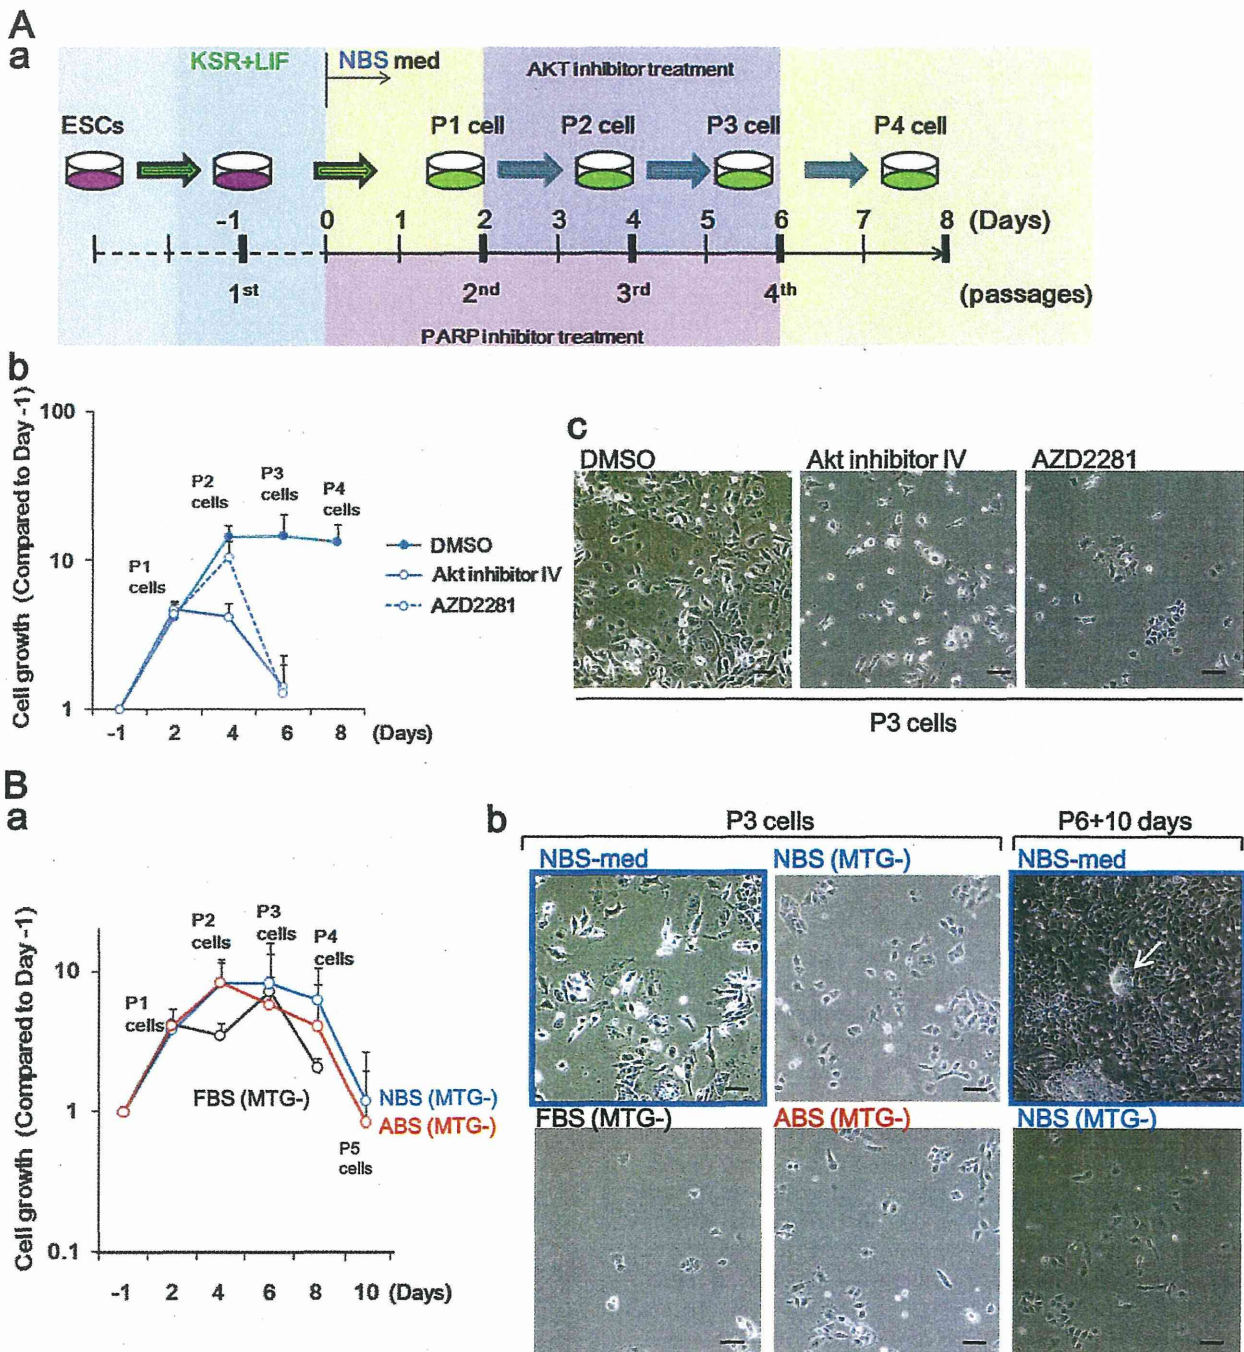 A
a
KSR+LIF
NBS med
AKT inhibitor treatment
ESCs
P1 cell
P2 cell
P3 cell
P4 cell
-1 0 1 2 3 4 5 6 7 8 (Days)
1st 2nd 3rd 4th (passages)
PARP inhibitor treatment
b
Cell growth (Compared to Day -1)
100
10
1
P1
cells
P2
cells
P3
cells
P4
cells
DMSO
Akt inhibitor IV
AZD2281
-1 2 4 6 8 (Days)
c
DMSO
Akt inhibitor IV
AZD2281
P3 cells
B
a
Cell growth (Compared to Day -1)
10
1
0.1
P1
cells
P2
cells
P3
cells
P4
cells
FBS (MTG-)
NBS (MTG-)
ABS (MTG-)
P5
cells
-1 2 4 6 8 10 (Days)
b
P3 cells
P6+10 days
NBS-med
NBS (MTG-)
NBS-med
FBS (MTG-)
ABS (MTG-)
NBS (MTG-)